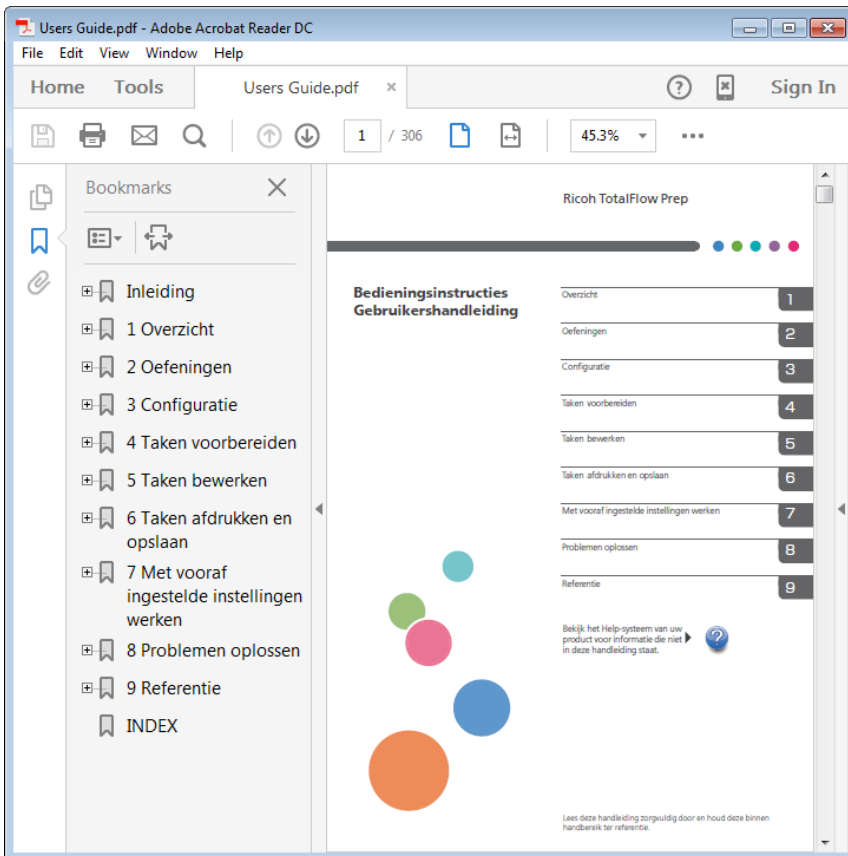 Users Guide.pdf - Adobe Acrobat Reader DC
File Edit View Window Help
Home Tools Users Guide.pdf × ? Sign In
1 / 306 45.3%
Bookmarks
Inleiding
1 Overzicht
2 Oefeningen
3 Configuratie
4 Taken voorbereiden
5 Taken bewerken
6 Taken afdrukken en
opslaan
7 Met vooraf
ingestelde instellingen
werken
8 Problemen oplossen
9 Referentie
INDEX
Ricoh TotalFlow Prep
Bedieningsinstructies
Gebruikershandleiding
Overzicht 1
Oefeningen 2
Configuratie 3
Taken voorbereiden 4
Taken bewerken 5
Taken afdrukken en opslaan 6
Met vooraf ingestelde instellingen werken 7
Problemen oplossen 8
Referentie 9
Bekijk het Help-systeem van uw
product voor informatie die niet
in deze handleiding staat.
?
Lees deze handleiding zorgvuldig door en houd deze binnen
handbereik ter referentie.